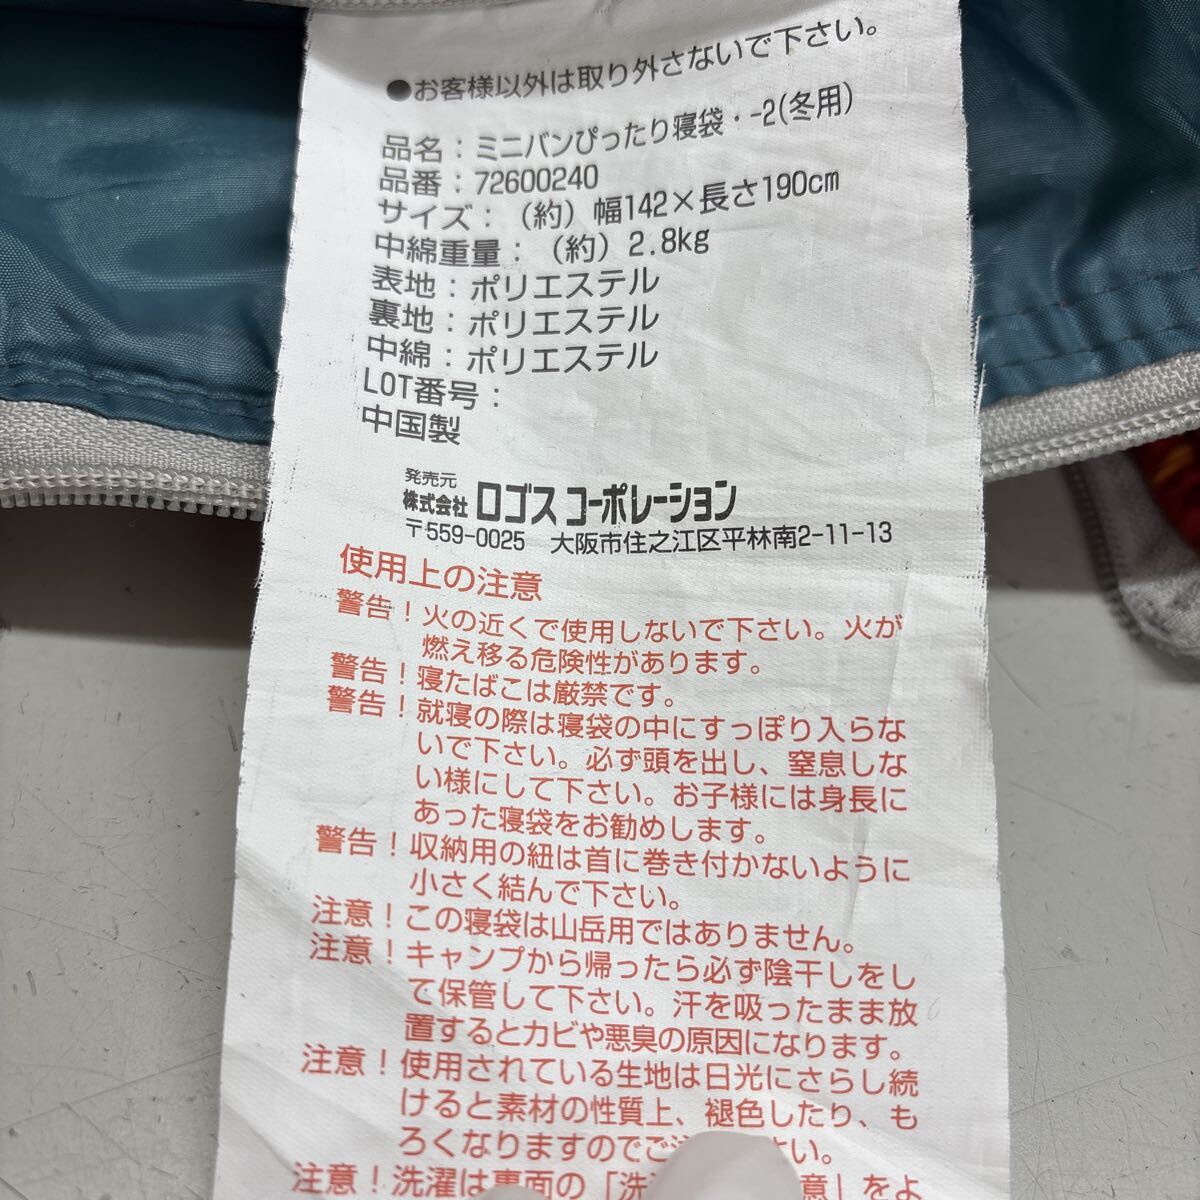 ●お客様以外は取り外さないで下さい。
品名：ミニバンぴったり寝袋・-2(冬用)
品番：72600240
サイズ：（約）幅142×長さ190cm
中綿重量：（約）2.8kg
表地：ポリエステル
裏地：ポリエステル
中綿：ポリエステル
LOT番号：
中国製
発売元
株式会社 ロゴス コーポレーション
〒559-0025　大阪市住之江区平林南2-11-13
使用上の注意
警告！火の近くで使用しないで下さい。火が
燃え移る危険性があります。
警告！寝たばこは厳禁です。
警告！就寝の際は寝袋の中にすっぽり入らな
いで下さい。必ず頭を出し、窒息しな
い様にして下さい。お子様には身長に
あった寝袋をお勧めします。
警告！収納用の紐は首に巻き付かないように
小さく結んで下さい。
注意！この寝袋は山岳用ではありません。
注意！キャンプから帰ったら必ず陰干しをし
て保管して下さい。汗を吸ったまま放
置するとカビや悪臭の原因になります。
注意！使用されている生地は日光にさらし続
けると素材の性質上、褪色したり、も
ろくなりますのでご さい。
注意！洗濯は裏面の「洗 意」をよ